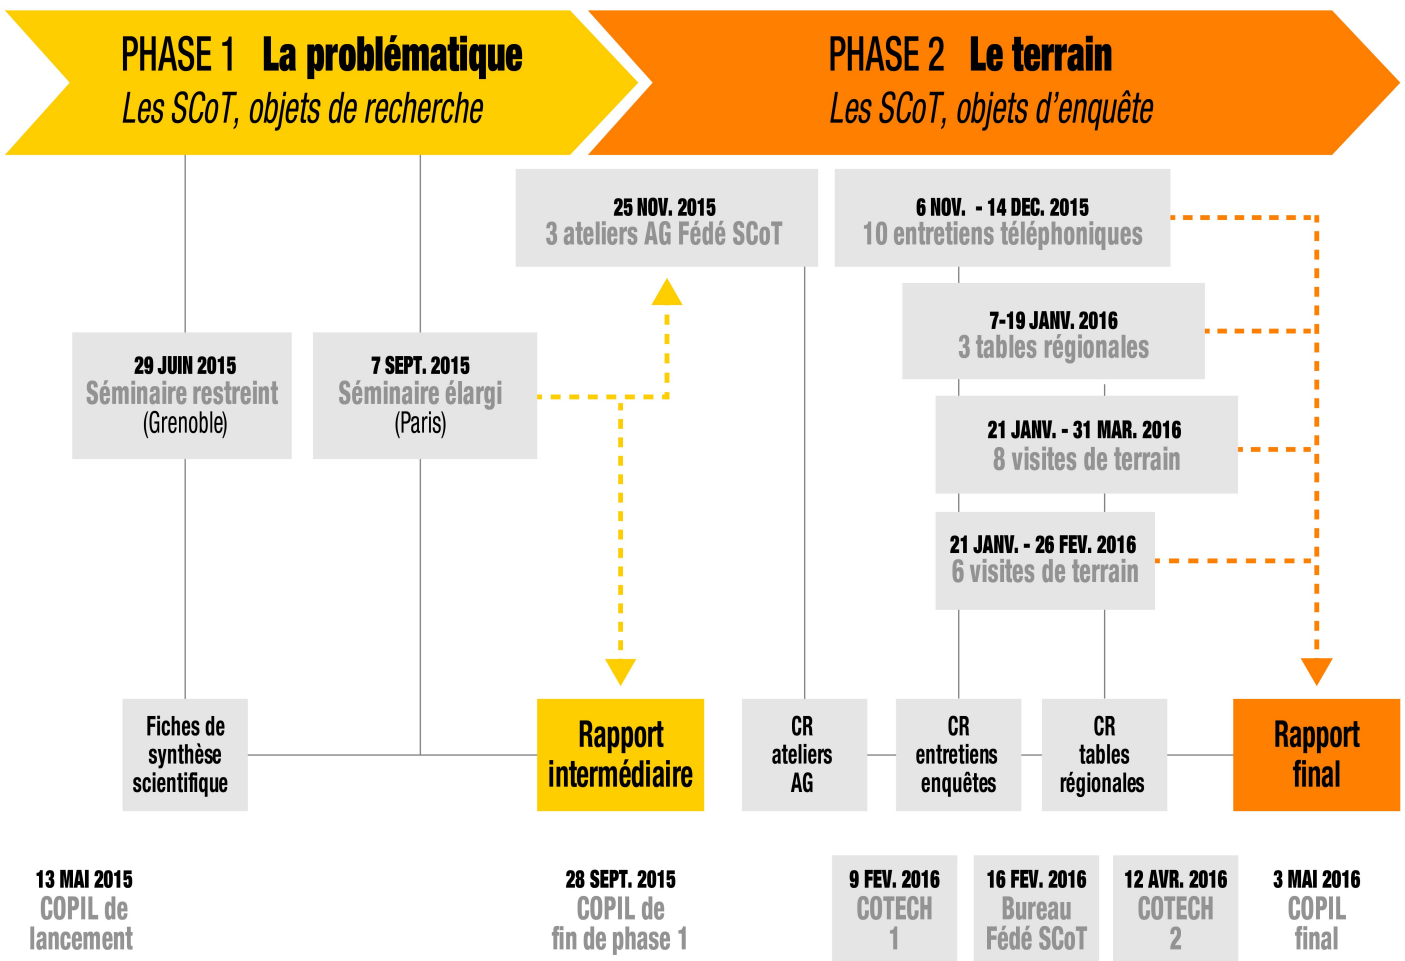 PHASE 1 La problématique
Les SCoT, objets de recherche
PHASE 2 Le terrain
Les SCoT, objets d'enquête
25 NOV. 2015
3 ateliers AG Fédé SCoT
6 NOV. - 14 DEC. 2015
10 entretiens téléphoniques
7-19 JANV. 2016
3 tables régionales
29 JUIN 2015
Séminaire restreint
(Grenoble)
7 SEPT. 2015
Séminaire élargi
(Paris)
21 JANV. - 31 MAR. 2016
8 visites de terrain
21 JANV. - 26 FEV. 2016
6 visites de terrain
Fiches de
synthèse
scientifique
Rapport
intermédiaire
CR
ateliers
AG
CR
entretiens
enquêtes
CR
tables
régionales
Rapport
final
13 MAI 2015
COPIL de
lancement
28 SEPT. 2015
COPIL de
fin de phase 1
9 FEV. 2016
COTECH
1
16 FEV. 2016
Bureau
Fédé SCoT
12 AVR. 2016
COTECH
2
3 MAI 2016
COPIL
final